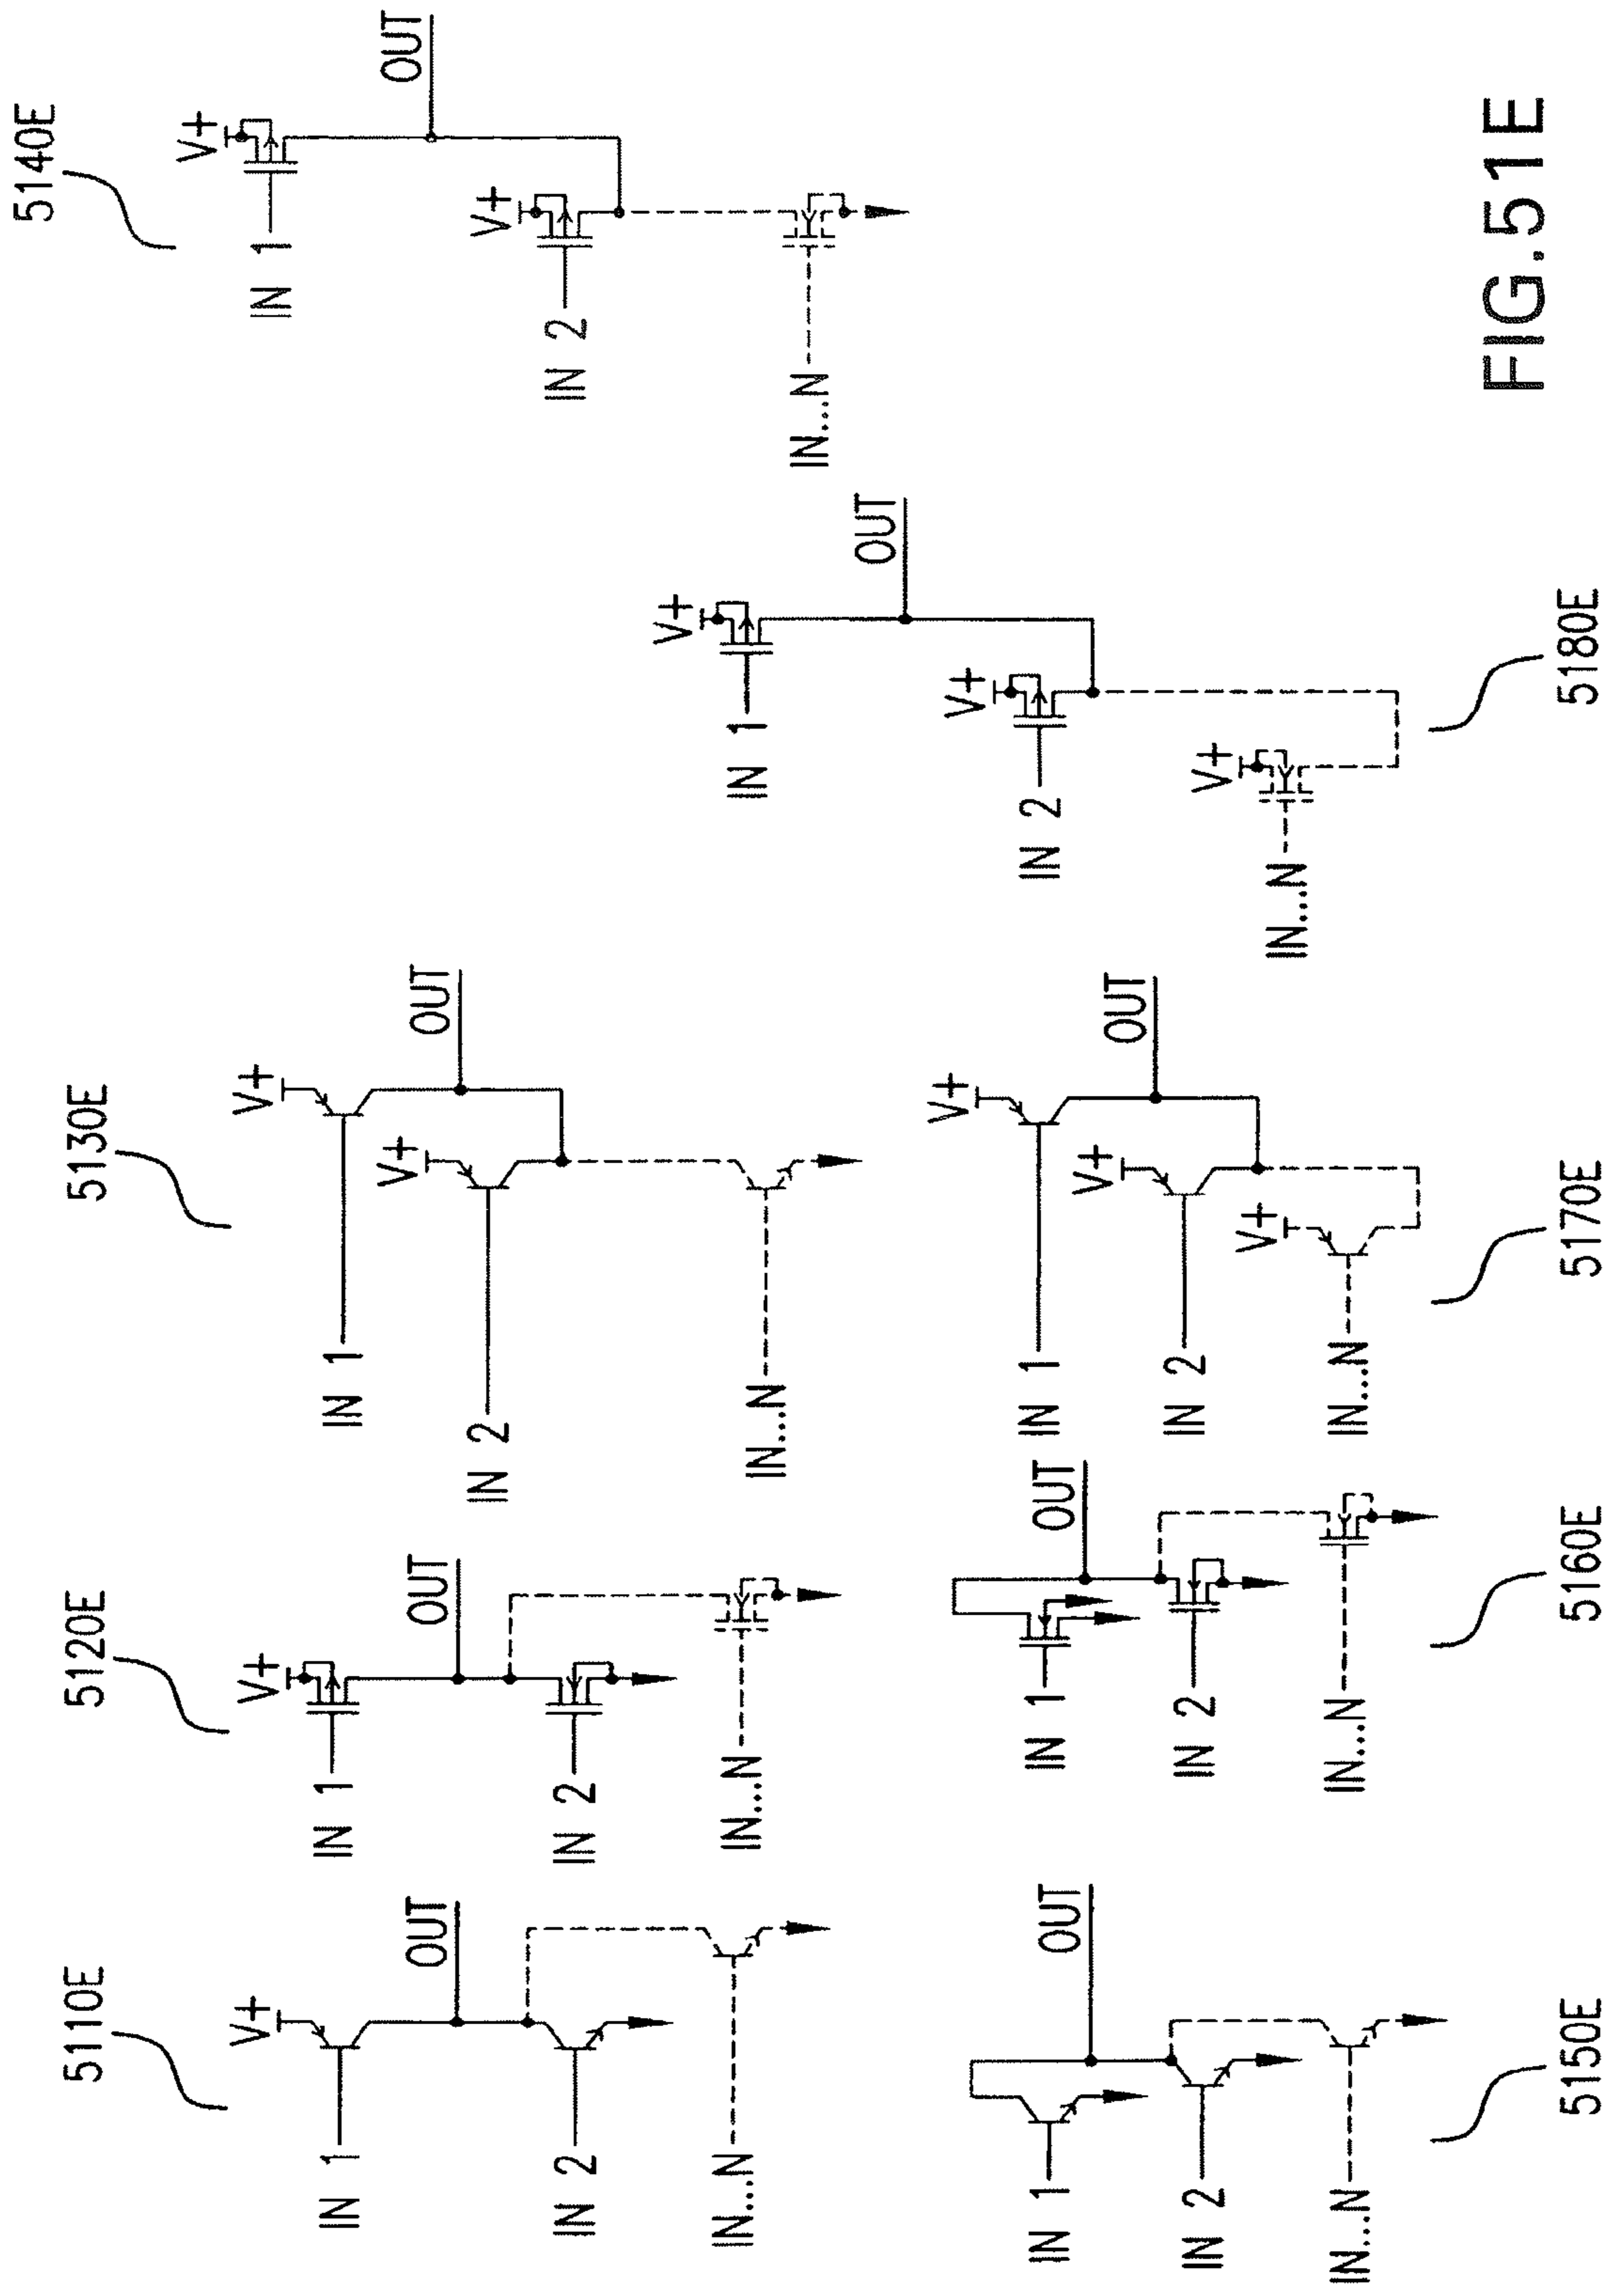 5110E
V+
IN 1
OUT
IN 2
IN...N
5120E
V+
IN 1
OUT
IN 2
IN...N
5130E
V+
IN 1
V+
OUT
IN 2
IN...N
5140E
V+
IN 1
OUT
V+
IN 2
IN...N
IN 1
OUT
IN 2
IN...N
5150E
OUT
IN 1
IN 2
IN...N
5160E
V+
IN 1
V+
OUT
IN 2
V+
IN...N
5170E
V+
IN 1
OUT
V+
IN 2
V+
IN...N
5180E
FIG.51E